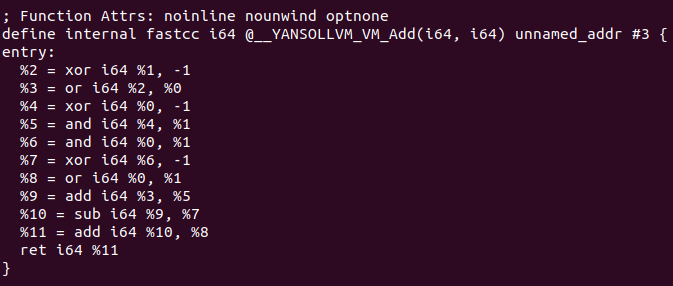 ; Function Attrs: noinline nounwind optnone
define internal fastcc i64 @__YANSOLLVM_VM_Add(i64, i64) unnamed_addr #3 {
entry:
  %2 = xor i64 %1, -1
  %3 = or i64 %2, %0
  %4 = xor i64 %0, -1
  %5 = and i64 %4, %1
  %6 = and i64 %0, %1
  %7 = xor i64 %6, -1
  %8 = or i64 %0, %1
  %9 = add i64 %3, %5
  %10 = sub i64 %9, %7
  %11 = add i64 %10, %8
  ret i64 %11
}